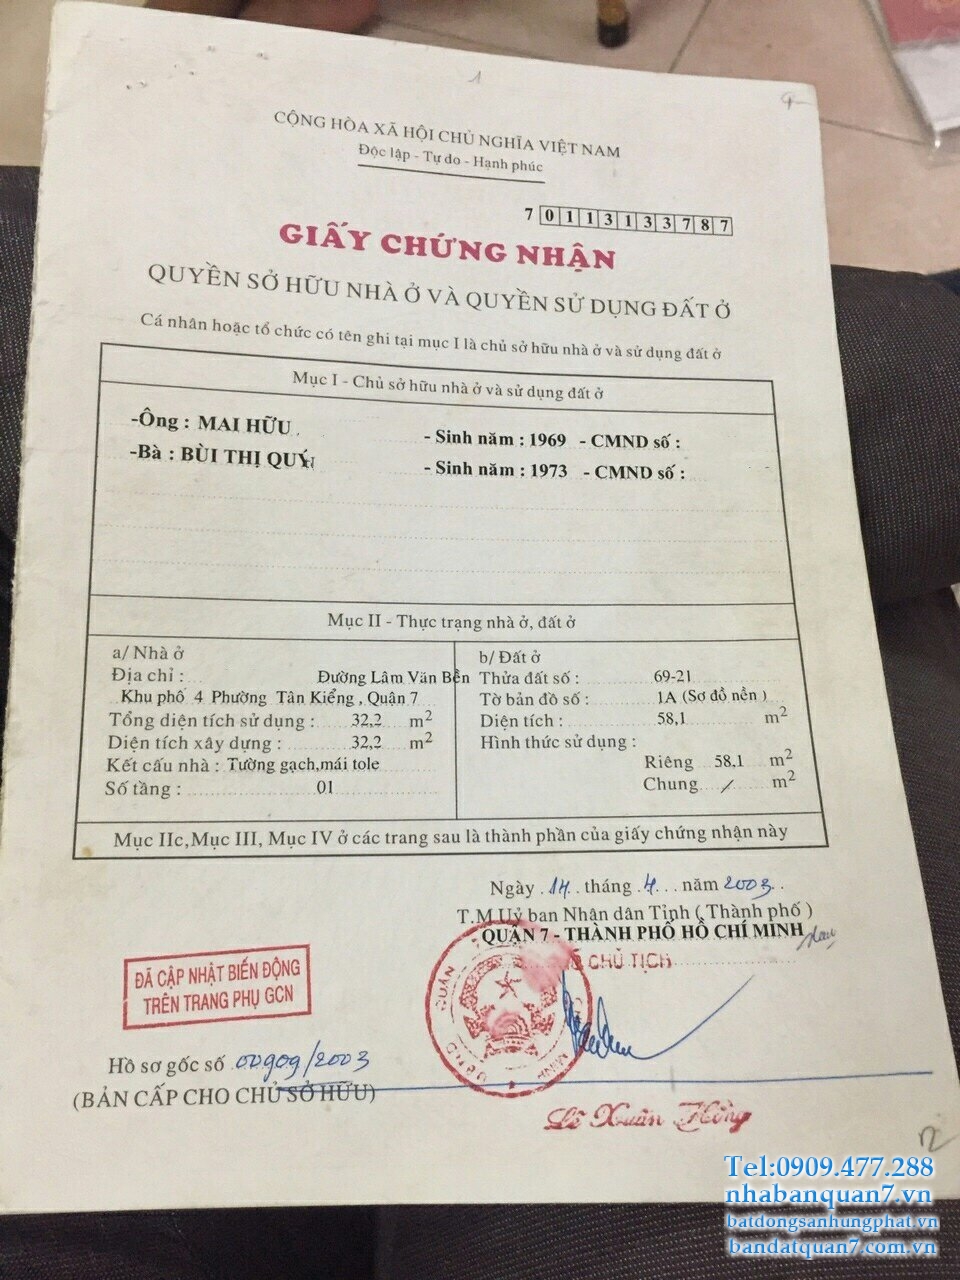 1
CỘNG HÒA XÃ HỘI CHỦ NGHĨA VIỆT NAM
Độc lập - Tự do - Hạnh phúc
7 0113133787
GIẤY CHỨNG NHẬN
QUYỀN SỞ HỮU NHÀ Ở VÀ QUYỀN SỬ DỤNG ĐẤT Ở
Cá nhân hoặc tổ chức có tên ghi tại mục I là chủ sở hữu nhà ở và sử dụng đất ở
Mục I - Chủ sở hữu nhà ở và sử dụng đất ở
-Ông : MAI HỮU - Sinh năm : 1969 - CMND số :
-Bà : BÙI THỊ QUÝ - Sinh năm : 1973 - CMND số :
Mục II - Thực trạng nhà ở, đất ở
a/ Nhà ở
Địa chỉ : Đường Lâm Văn Bền
Khu phố 4 Phường Tân Kiểng , Quận 7
Tổng diện tích sử dụng : 32,2 m2
Diện tích xây dựng : 32,2 m2
Kết cấu nhà : Tường gạch,mái tole
Số tầng : 01
b/ Đất ở
Thửa đất số : 69-21
Tờ bản đồ số : 1A (Sơ đồ nền )
Diện tích : 58,1 m2
Hình thức sử dụng :
Riêng 58,1 m2
Chung / m2
Mục IIc,Mục III, Mục IV ở các trang sau là thành phần của giấy chứng nhận này
Ngày 14 tháng 4 năm 2003
T.M Uỷ ban Nhân dân Tỉnh ( Thành phố )
QUẬN 7 - THÀNH PHỐ HỒ CHÍ MINH
CHỦ TỊCH
ĐÃ CẬP NHẬT BIẾN ĐỘNG
TRÊN TRANG PHỤ GCN
Hồ sơ gốc số 00909/2003
(BẢN CẤP CHO CHỦ SỞ HỮU)
Lê Xuân Hồng
Tel:0909.477.288
nhabanquan7.vn
batdongsanhungphat.vn
bandatquan7.com.vn